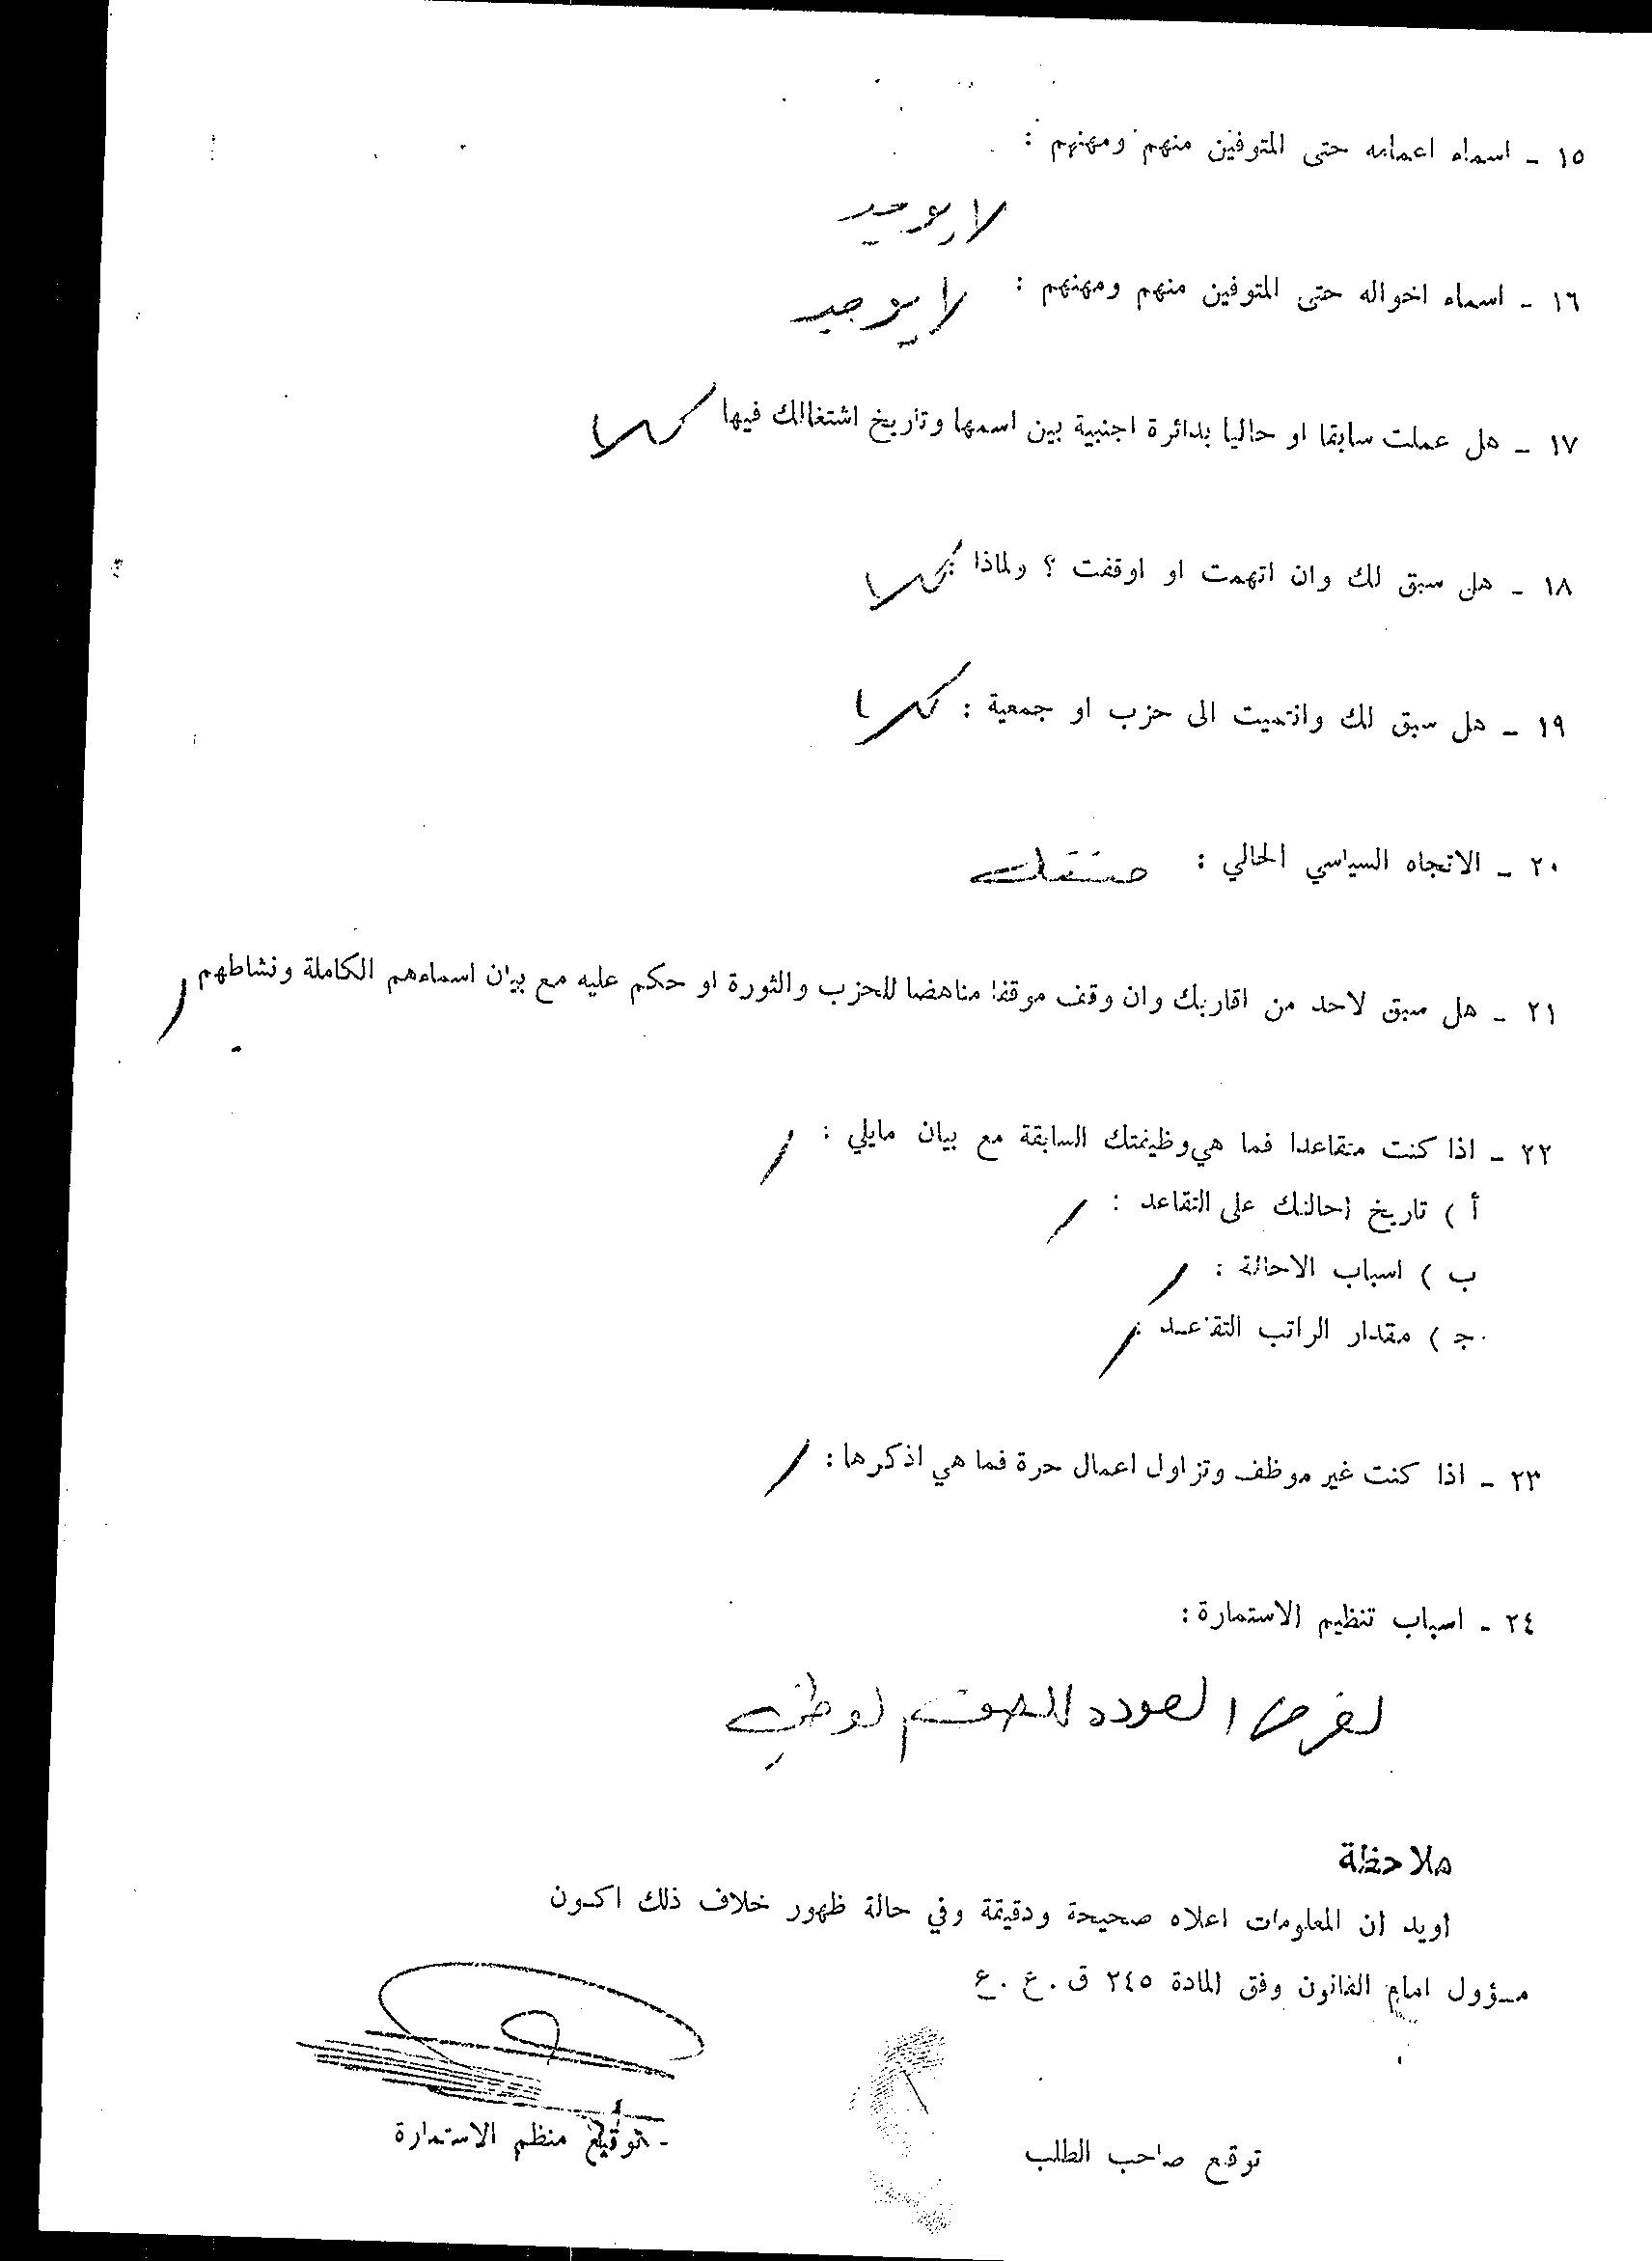 ١٥ ـ اسماء اعمامه حتى المتوفين منهم ومهنهم :
لا يوجد
١٦ ـ اسماء اخواله حتى المتوفين منهم ومهنهم : لا يوجد
١٧ ـ هل عملت سابقا او حاليا بدائرة اجنبية بين اسمها وتاريخ اشتغالك فيها كلا
١٨ ـ هل سبق لك وان اتهمت او اوقفت ؟ ولماذا : كلا
١٩ ـ هل سبق لك وانتميت الى حزب او جمعية : كلا
٢٠ ـ الاتجاه السياسي الحالي : مستقل
٢١ ـ هل سبق لاحد من اقاربك وان وقف موقفا مناهضا للحزب والثورة او حكم عليه مع بيان اسماءهم الكاملة ونشاطهم /
٢٢ ـ اذا كنت متقاعدا فما هي وظيفتك السابقة مع بيان مايلي : /
أ ) تاريخ احالتك على التقاعد : /
ب ) اسباب الاحالة : /
ج ) مقدار الراتب التقاعد : /
٢٣ ـ اذا كنت غير موظف وتزاول اعمال حرة فما هي اذكرها : /
٢٤ ـ اسباب تنظيم الاستمارة :
لغرض العوده للصف الوطني
ملاحظة
اويد ان المعلومات اعلاه صحيحة ودقيقة وفي حالة ظهور خلاف ذلك اكون
مسؤول امام القانون وفق المادة ٢٤٥ ق . ع . ع
توقع صاحب الطلب
ـ توقيع منظم الاستمارة